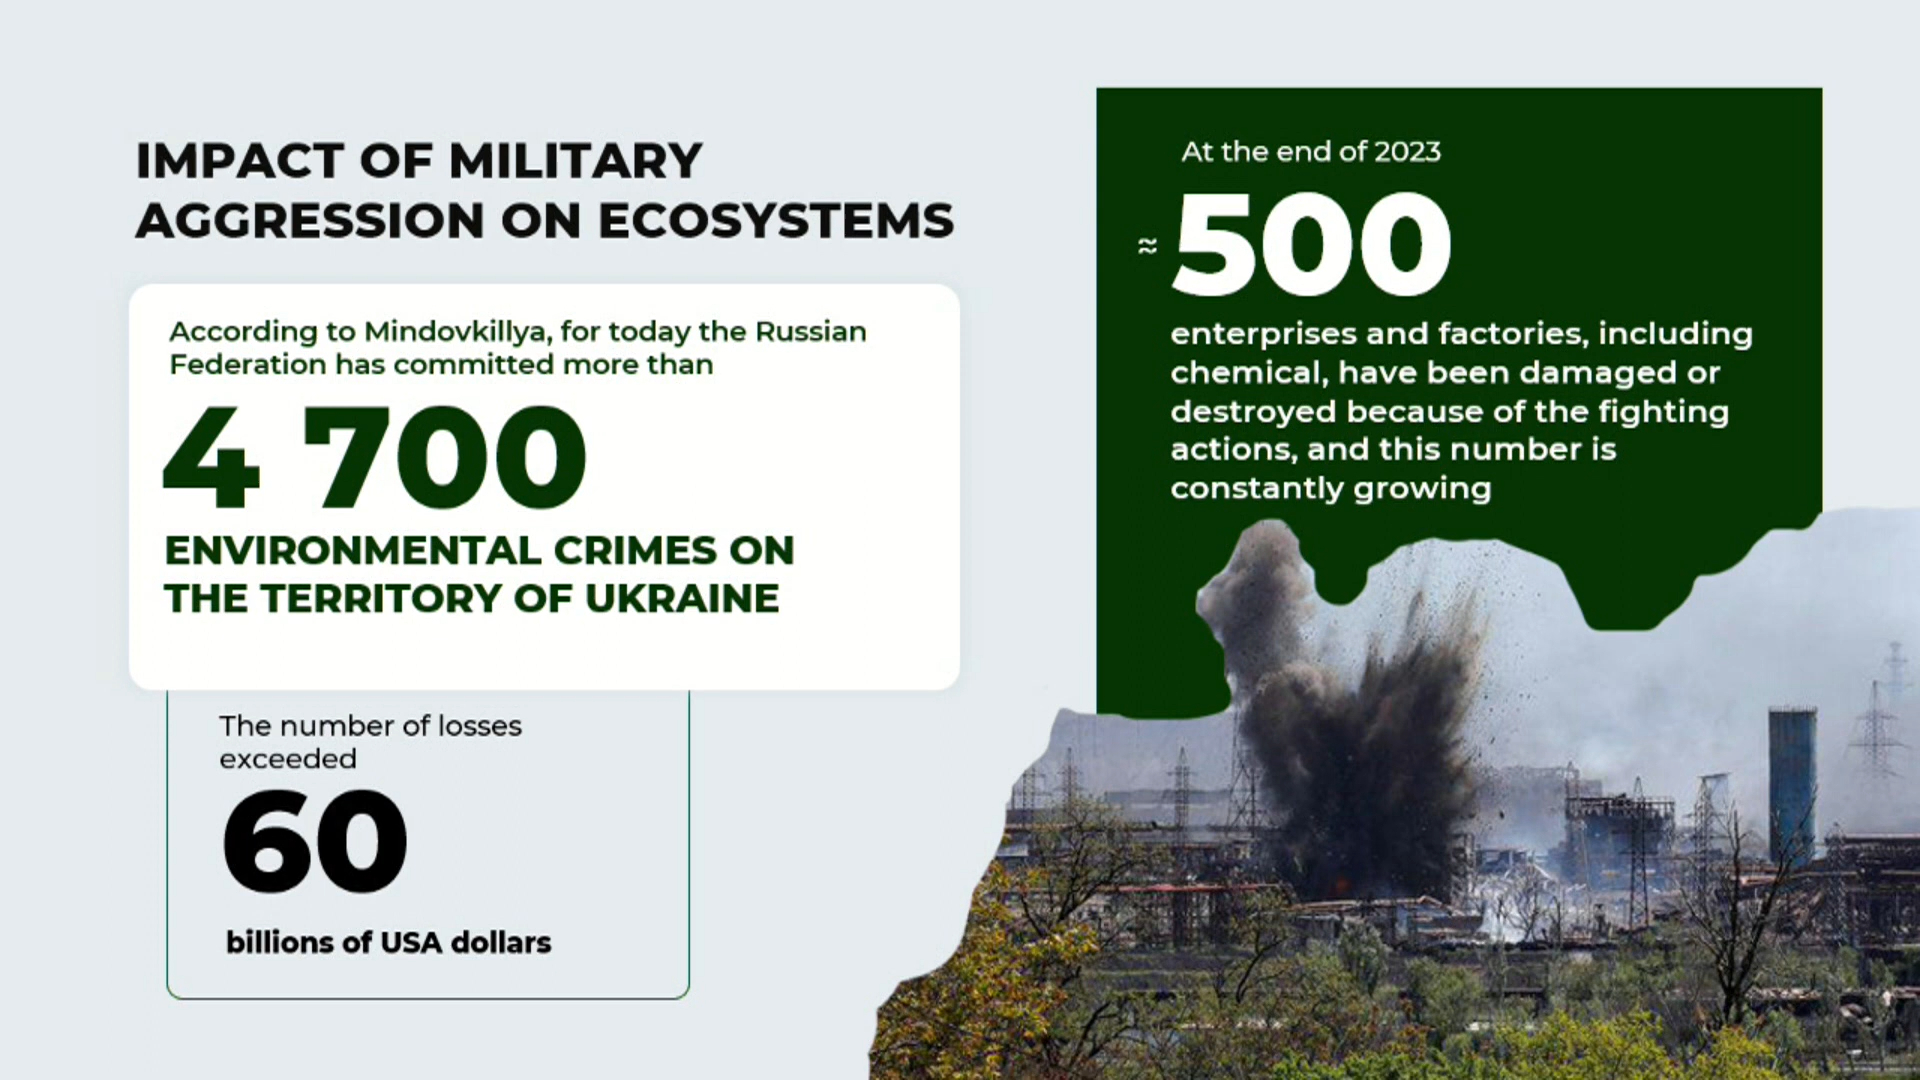 IMPACT OF MILITARY
AGGRESSION ON ECOSYSTEMS
According to Mindovkillya, for today the Russian
Federation has committed more than
4 700
ENVIRONMENTAL CRIMES ON
THE TERRITORY OF UKRAINE
The number of losses
exceeded
60
billions of USA dollars
At the end of 2023
≈ 500
enterprises and factories, including
chemical, have been damaged or
destroyed because of the fighting
actions, and this number is
constantly growing